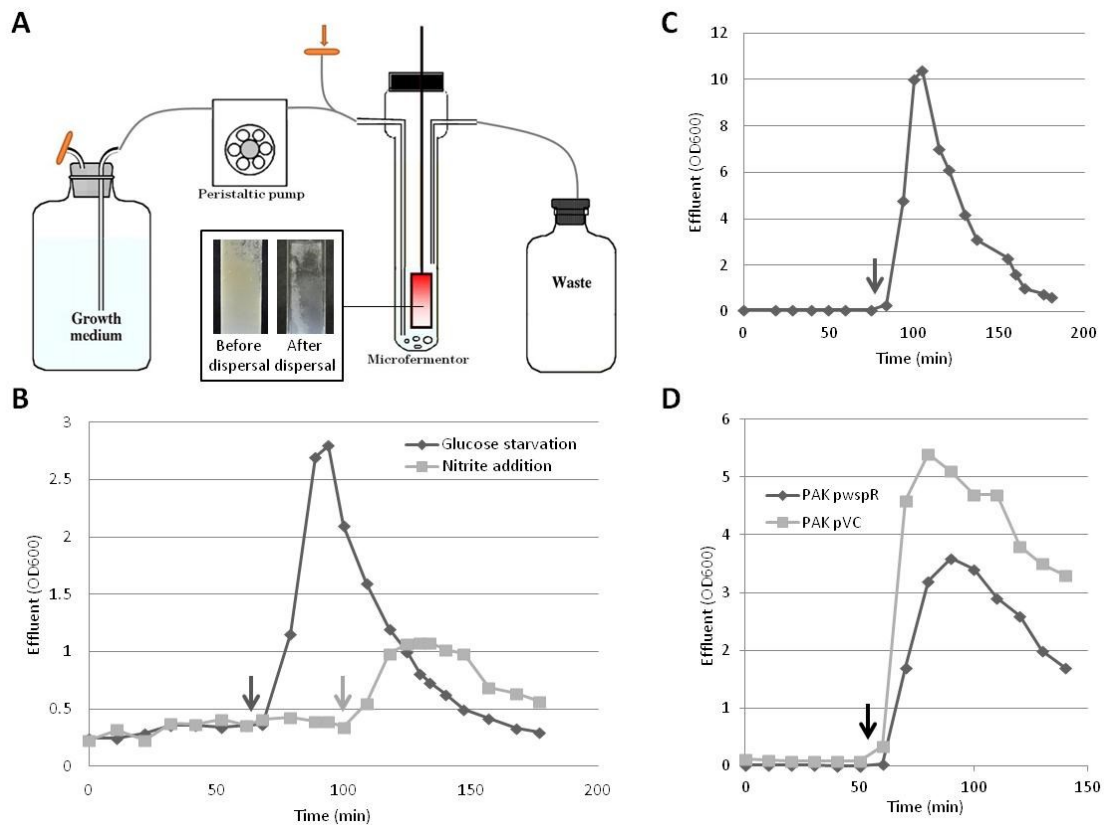 A
Peristaltic pump
Growth
medium
Before
dispersal
After
dispersal
Microfermentor
Waste
B
Effluent (OD600)
3
2.5
2
1.5
1
0.5
0
Glucose starvation
Nitrite addition
0
50
100
150
200
Time (min)
C
Effluent (OD600)
12
10
8
6
4
2
0
0
50
100
150
200
Time (min)
D
Effluent (OD600)
6
5
4
3
2
1
0
PAK pwspR
PAK pVC
0
50
100
150
Time (min)